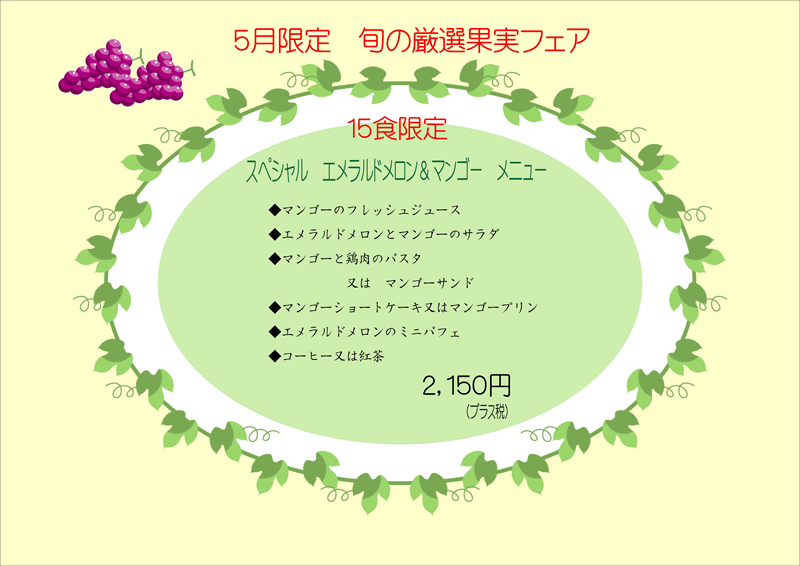 5月限定　旬の厳選果実フェア
15食限定
スペシャル　エメラルドメロン&マンゴー　メニュー
◆マンゴーのフレッシュジュース
◆エメラルドメロンとマンゴーのサラダ
◆マンゴーと鶏肉のパスタ
又は　マンゴーサンド
◆マンゴーショートケーキ又はマンゴープリン
◆エメラルドメロンのミニパフェ
◆コーヒー又は紅茶
2,150円
(プラス税)